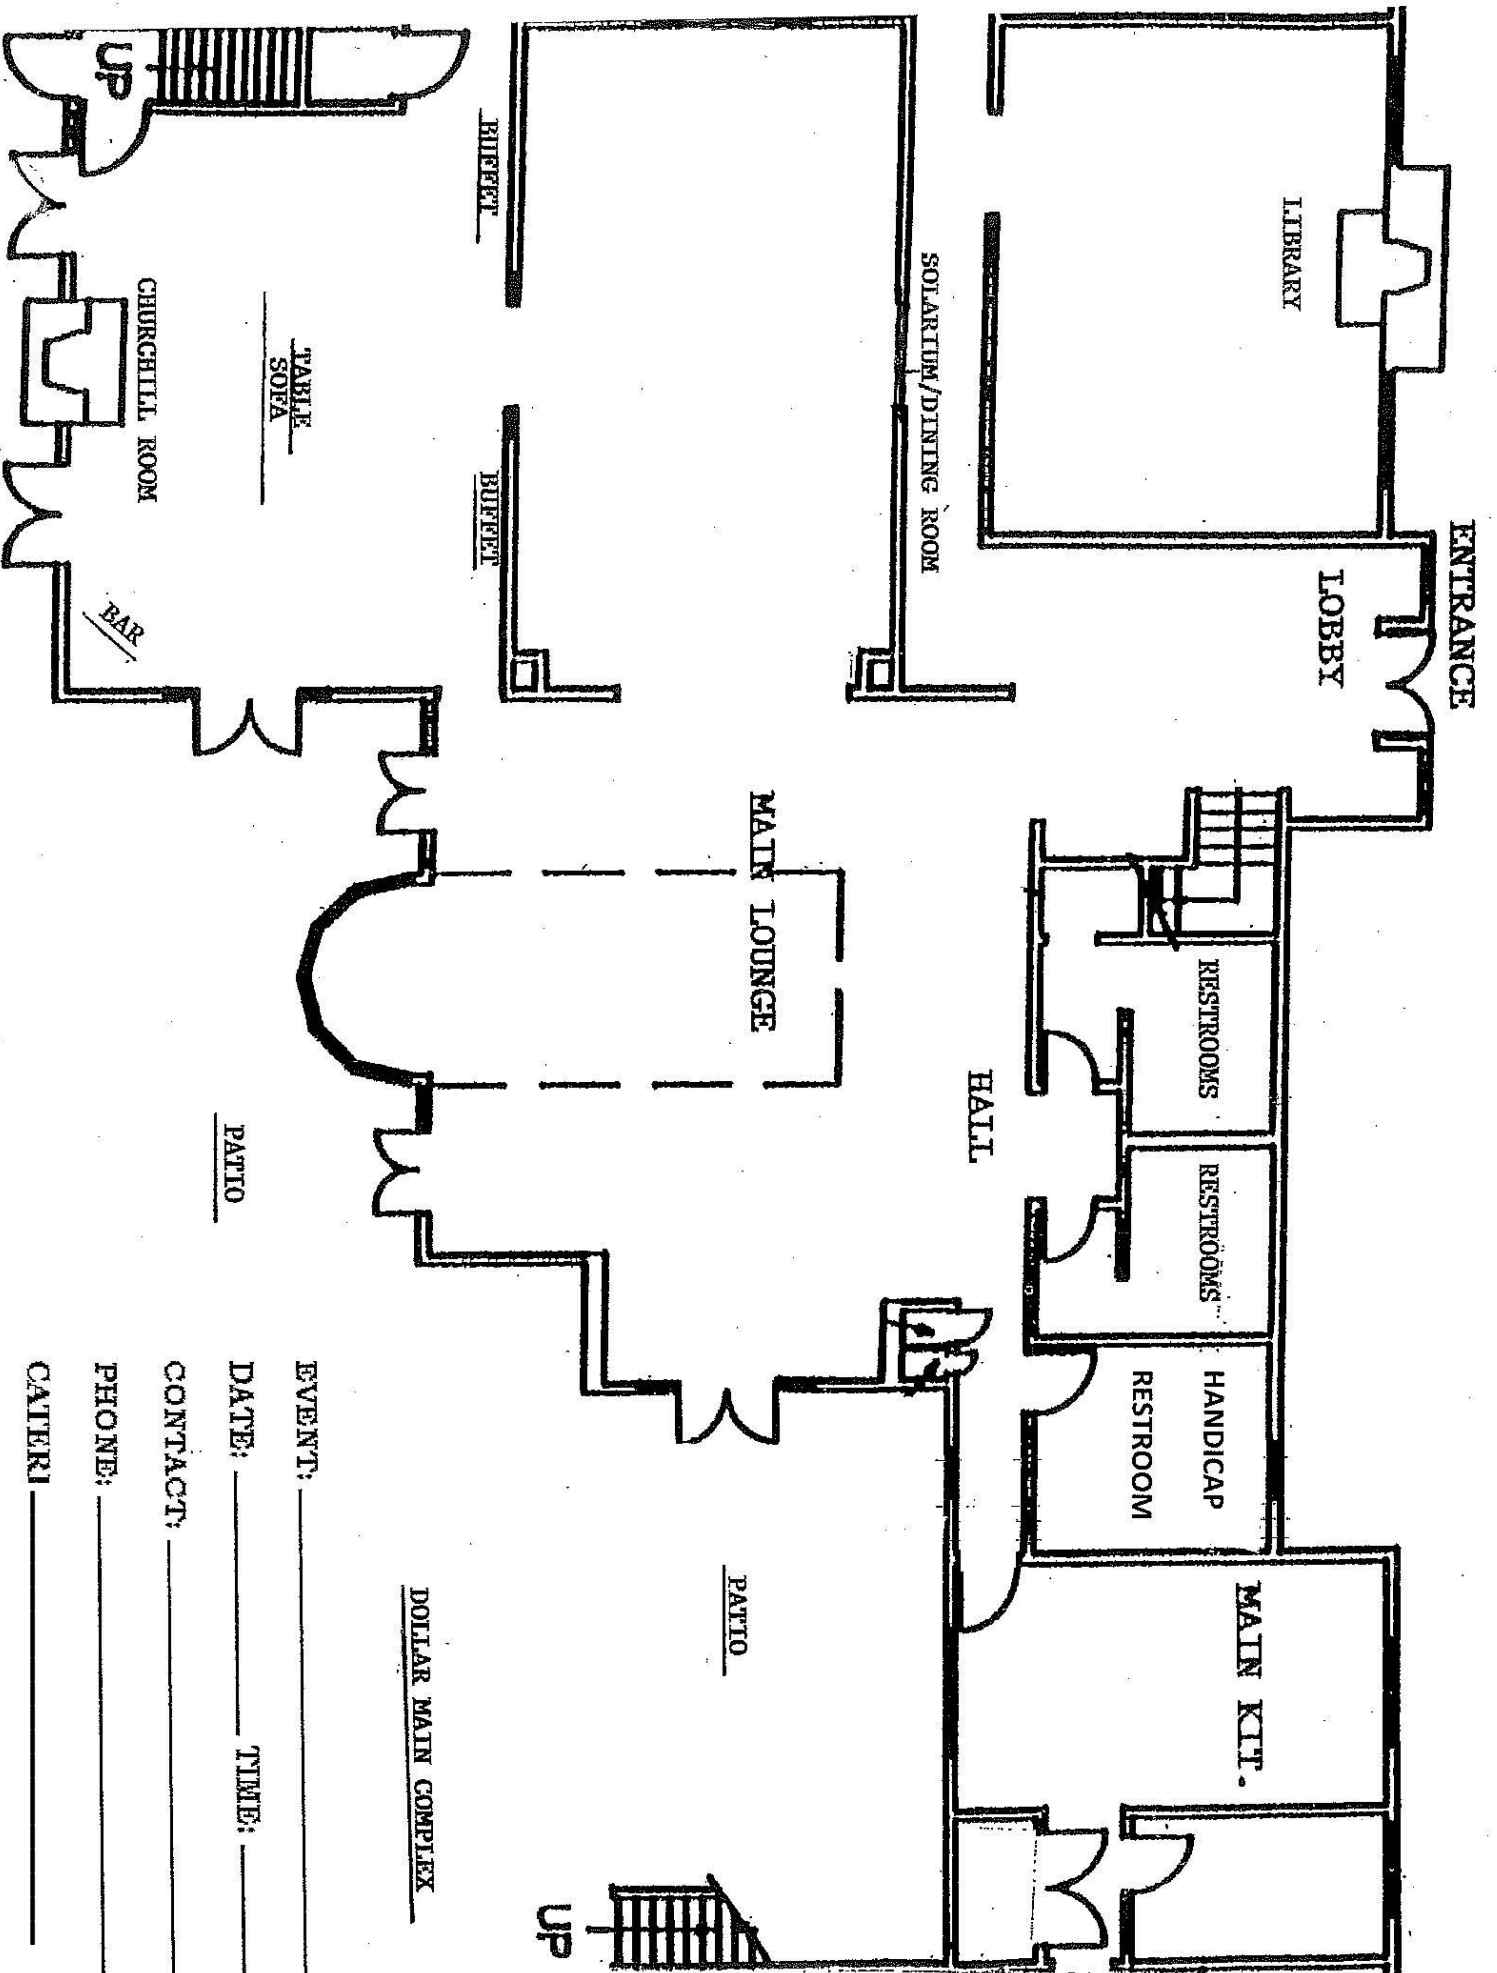 ENTRANCE
LOBBY
LIBRARY
SOLARIUM/DINING ROOM
BUFFET
BUFFET
TABLE
SOFA
CHURCHILL ROOM
UP
BAR
MAIN LOUNGE
HALL
RESTROOMS
RESTROOMS
HANDICAP
RESTROOM
MAIN KIT.
PATIO
PATIO
UP
DOLLAR MAIN COMPLEX
EVENT:
DATE: TIME:
CONTACT:
PHONE:
CATERI